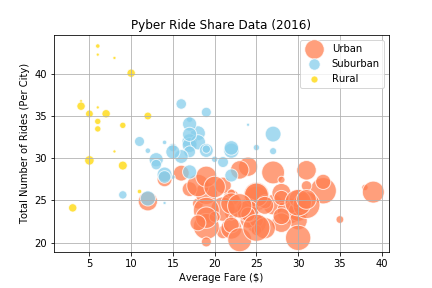 Pyber Ride Share Data (2016)
Urban
Suburban
Rural
Total Number of Rides (Per City)
40
35
30
25
20
5
10
15
20
25
30
35
40
Average Fare ($)